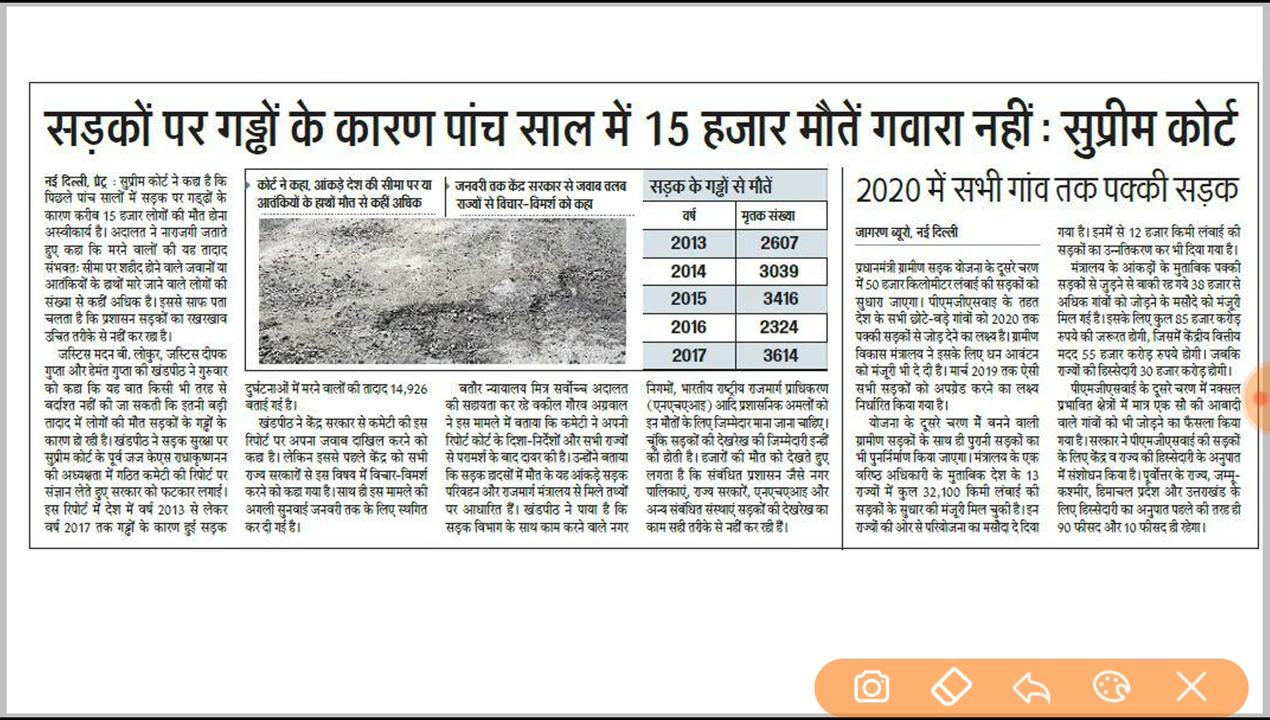 सड़कों पर गड्ढों के कारण पांच साल में 15 हजार मौतें गवारा नहीं : सुप्रीम कोर्ट
नई दिल्ली, प्रेट्र : सुप्रीम कोर्ट ने कहा है कि
पिछले पांच सालों में सड़क पर गड्ढों के
कारण करीब 15 हजार लोगों की मौत होना
अस्वीकार्य है। अदालत ने नाराजगी जताते
हुए कहा कि मरने वालों की यह तादाद
संभवतः सीमा पर शहीद होने वाले जवानों या
आतंकियों के हाथों मारे जाने वाले लोगों की
संख्या से कहीं अधिक है। इससे साफ पता
चलता है कि प्रशासन सड़कों का रखरखाव
उचित तरीके से नहीं कर रहा है।
जस्टिस मदन बी. लोकुर, जस्टिस दीपक
गुप्ता और हेमंत गुप्ता की खंडपीठ ने गुरुवार
को कहा कि यह बात किसी भी तरह से
बर्दाश्त नहीं की जा सकती कि इतनी बड़ी
तादाद में लोगों की मौत सड़कों के गड्ढों के
कारण हो रही है। खंडपीठ ने सड़क सुरक्षा पर
सुप्रीम कोर्ट के पूर्व जज केएस राधाकृष्णनन
की अध्यक्षता में गठित कमेटी की रिपोर्ट पर
संज्ञान लेते हुए सरकार को फटकार लगाई।
इस रिपोर्ट में देश में वर्ष 2013 से लेकर
वर्ष 2017 तक गड्ढों के कारण हुई सड़क
कोर्ट ने कहा, आंकड़े देश की सीमा पर या
आतंकियों के हाथों मौत से कहीं अधिक
जनवरी तक केंद्र सरकार से जवाब तलब
राज्यों से विचार-विमर्श को कहा
सड़क के गड्ढों से मौतें
वर्ष मृतक संख्या
2013 2607
2014 3039
2015 3416
2016 2324
2017 3614
दुर्घटनाओं में मरने वालों की तादाद 14,926
बताई गई है।
खंडपीठ ने केंद्र सरकार से कमेटी की इस
रिपोर्ट पर अपना जवाब दाखिल करने को
कहा है। लेकिन इससे पहले केंद्र को सभी
राज्य सरकारों से इस विषय में विचार-विमर्श
करने को कहा गया है। साथ ही इस मामले की
अगली सुनवाई जनवरी तक के लिए स्थगित
कर दी गई है।
बतौर न्यायालय मित्र सर्वोच्च अदालत
की सहायता कर रहे वकील गौरव अग्रवाल
ने इस मामले में बताया कि कमेटी ने अपनी
रिपोर्ट कोर्ट के दिशा-निर्देशों और सभी राज्यों
से परामर्श के बाद दायर की है। उन्होंने बताया
कि सड़क हादसों में मौत के यह आंकड़े सड़क
परिवहन और राजमार्ग मंत्रालय से मिले तथ्यों
पर आधारित हैं। खंडपीठ ने पाया है कि
सड़क विभाग के साथ काम करने वाले नगर
निगमों, भारतीय राष्ट्रीय राजमार्ग प्राधिकरण
(एनएचएआइ) आदि प्रशासनिक अमलों को
इन मौतों के लिए जिम्मेदार माना जाना चाहिए।
चूंकि सड़कों की देखरेख की जिम्मेदारी इन्हीं
की होती है। हजारों की मौत को देखते हुए
लगता है कि संबंधित प्रशासन जैसे नगर
पालिकाएं, राज्य सरकारें, एनएचएआइ और
अन्य संबंधित संस्थाएं सड़कों की देखरेख का
काम सही तरीके से नहीं कर रही हैं।
2020 में सभी गांव तक पक्की सड़क
जागरण ब्यूरो, नई दिल्ली
प्रधानमंत्री ग्रामीण सड़क योजना के दूसरे चरण
में 50 हजार किलोमीटर लंबाई की सड़कों को
सुधारा जाएगा। पीएमजीएसवाइ के तहत
देश के सभी छोटे-बड़े गांवों को 2020 तक
पक्की सड़कों से जोड़ देने का लक्ष्य है। ग्रामीण
विकास मंत्रालय ने इसके लिए धन आवंटन
को मंजूरी भी दे दी है। मार्च 2019 तक ऐसी
सभी सड़कों को अपग्रेड करने का लक्ष्य
निर्धारित किया गया है।
योजना के दूसरे चरण में बनने वाली
ग्रामीण सड़कों के साथ ही पुरानी सड़कों का
भी पुनर्निर्माण किया जाएगा। मंत्रालय के एक
वरिष्ठ अधिकारी के मुताबिक देश के 13
राज्यों में कुल 32,100 किमी लंबाई की
सड़कों के सुधार की मंजूरी मिल चुकी है। इन
राज्यों की ओर से परियोजना का मसौदा दे दिया
गया है। इनमें से 12 हजार किमी लंबाई की
सड़कों का उन्नतिकरण कर भी दिया गया है।
मंत्रालय के आंकड़ों के मुताबिक पक्की
सड़कों से जुड़ने से बाकी रह गये 38 हजार से
अधिक गांवों को जोड़ने के मसौदे को मंजूरी
मिल गई है। इसके लिए कुल 85 हजार करोड़
रुपये की जरूरत होगी, जिसमें केंद्रीय वित्तीय
मदद 55 हजार करोड़ रुपये होगी। जबकि
राज्यों की हिस्सेदारी 30 हजार करोड़ होगी।
पीएमजीएसवाई के दूसरे चरण में नक्सल
प्रभावित क्षेत्रों में मात्र एक सौ की आबादी
वाले गांवों को भी जोड़ने का फैसला किया
गया है। सरकार ने पीएमजीएसवाई की सड़कों
के लिए केंद्र व राज्य की हिस्सेदारी के अनुपात
में संशोधन किया है। पूर्वोत्तर के राज्य, जम्मू-
कश्मीर, हिमाचल प्रदेश और उत्तराखंड के
लिए हिस्सेदारी का अनुपात पहले की तरह ही
90 फीसद और 10 फीसद ही रहेगा।